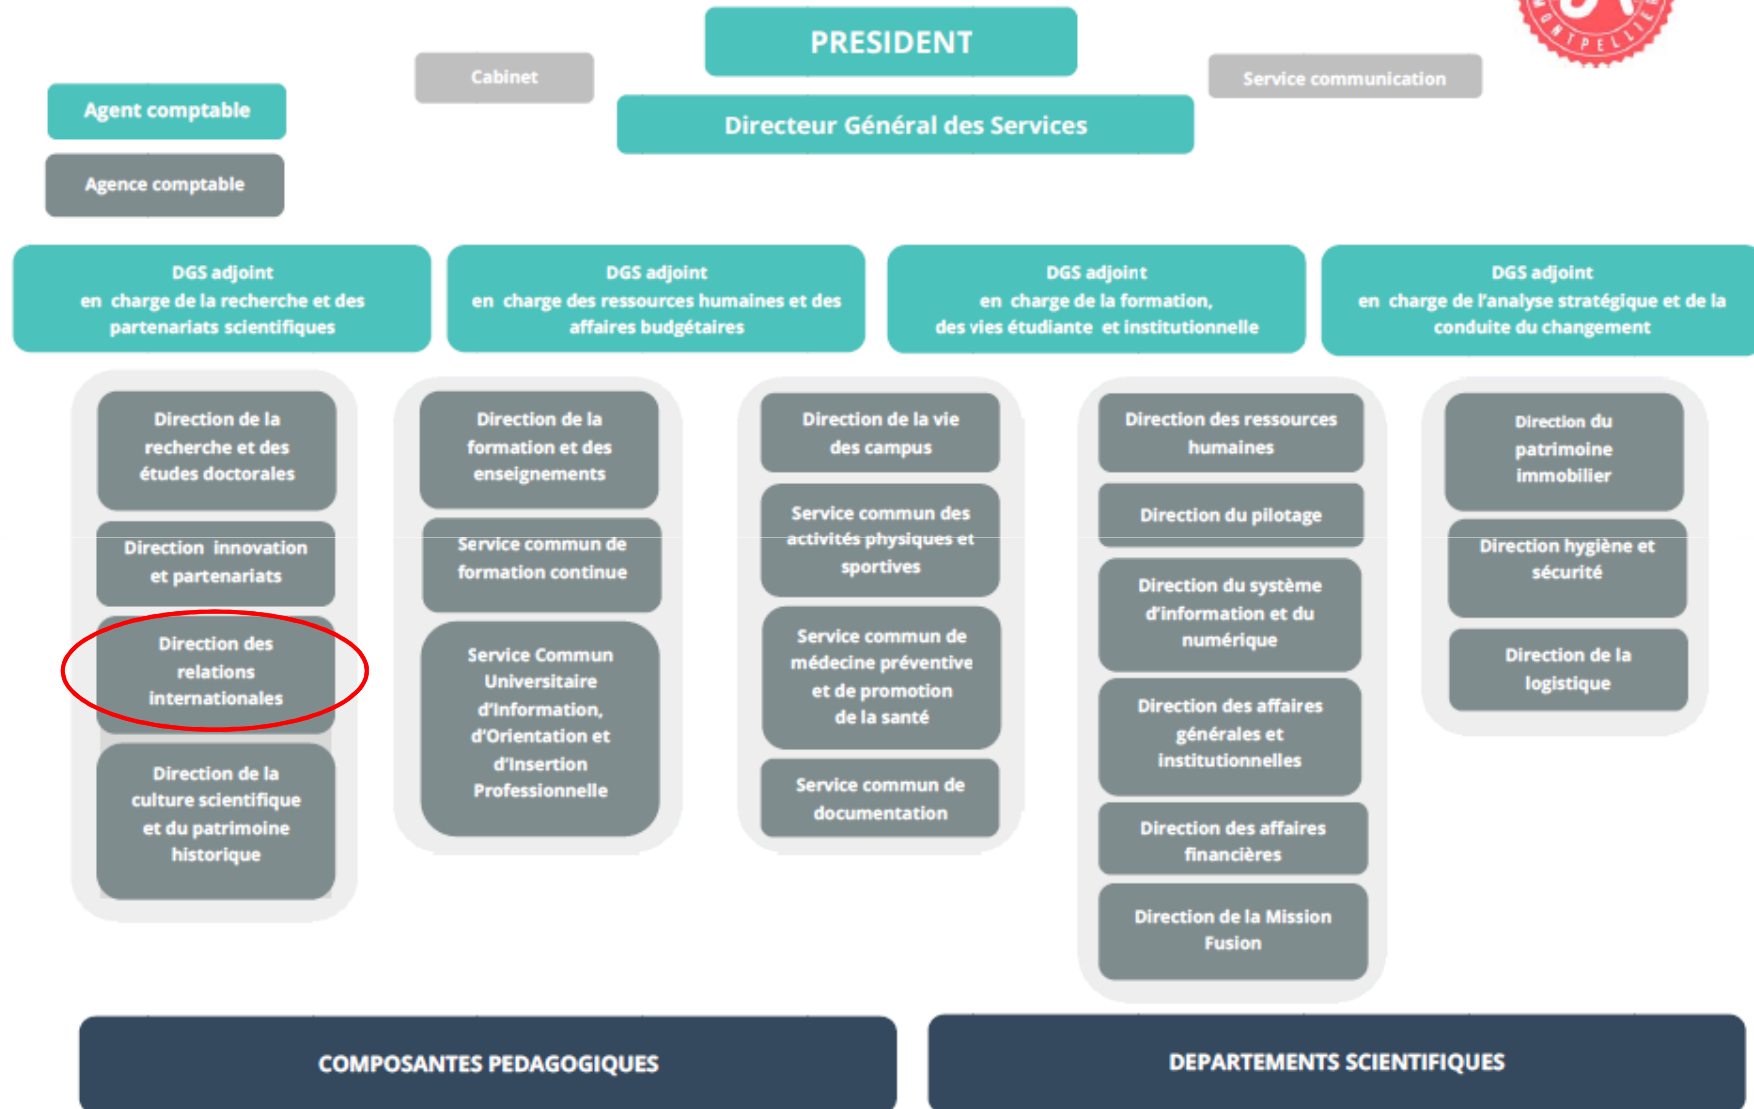 PRESIDENT
MONTPELLIER
Cabinet
Service communication
Agent comptable
Directeur Général des Services
Agence comptable
DGS adjoint
en charge de la recherche et des
partenariats scientifiques
DGS adjoint
en charge des ressources humaines et des
affaires budgétaires
DGS adjoint
en charge de la formation,
des vies étudiante et institutionnelle
DGS adjoint
en charge de l'analyse stratégique et de la
conduite du changement
Direction de la
recherche et des
études doctorales
Direction innovation
et partenariats
Direction des
relations
internationales
Direction de la
culture scientifique
et du patrimoine
historique
Direction de la
formation et des
enseignements
Service commun de
formation continue
Service Commun
Universitaire
d'Information,
d'Orientation et
d'Insertion
Professionnelle
Direction de la vie
des campus
Service commun des
activités physiques et
sportives
Service commun de
médecine préventive
et de promotion
de la santé
Service commun de
documentation
Direction des ressources
humaines
Direction du pilotage
Direction du système
d'information et du
numérique
Direction des affaires
générales et
institutionnelles
Direction des affaires
financières
Direction de la Mission
Fusion
Direction du
patrimoine
immobilier
Direction hygiène et
sécurité
Direction de la
logistique
COMPOSANTES PEDAGOGIQUES
DEPARTEMENTS SCIENTIFIQUES